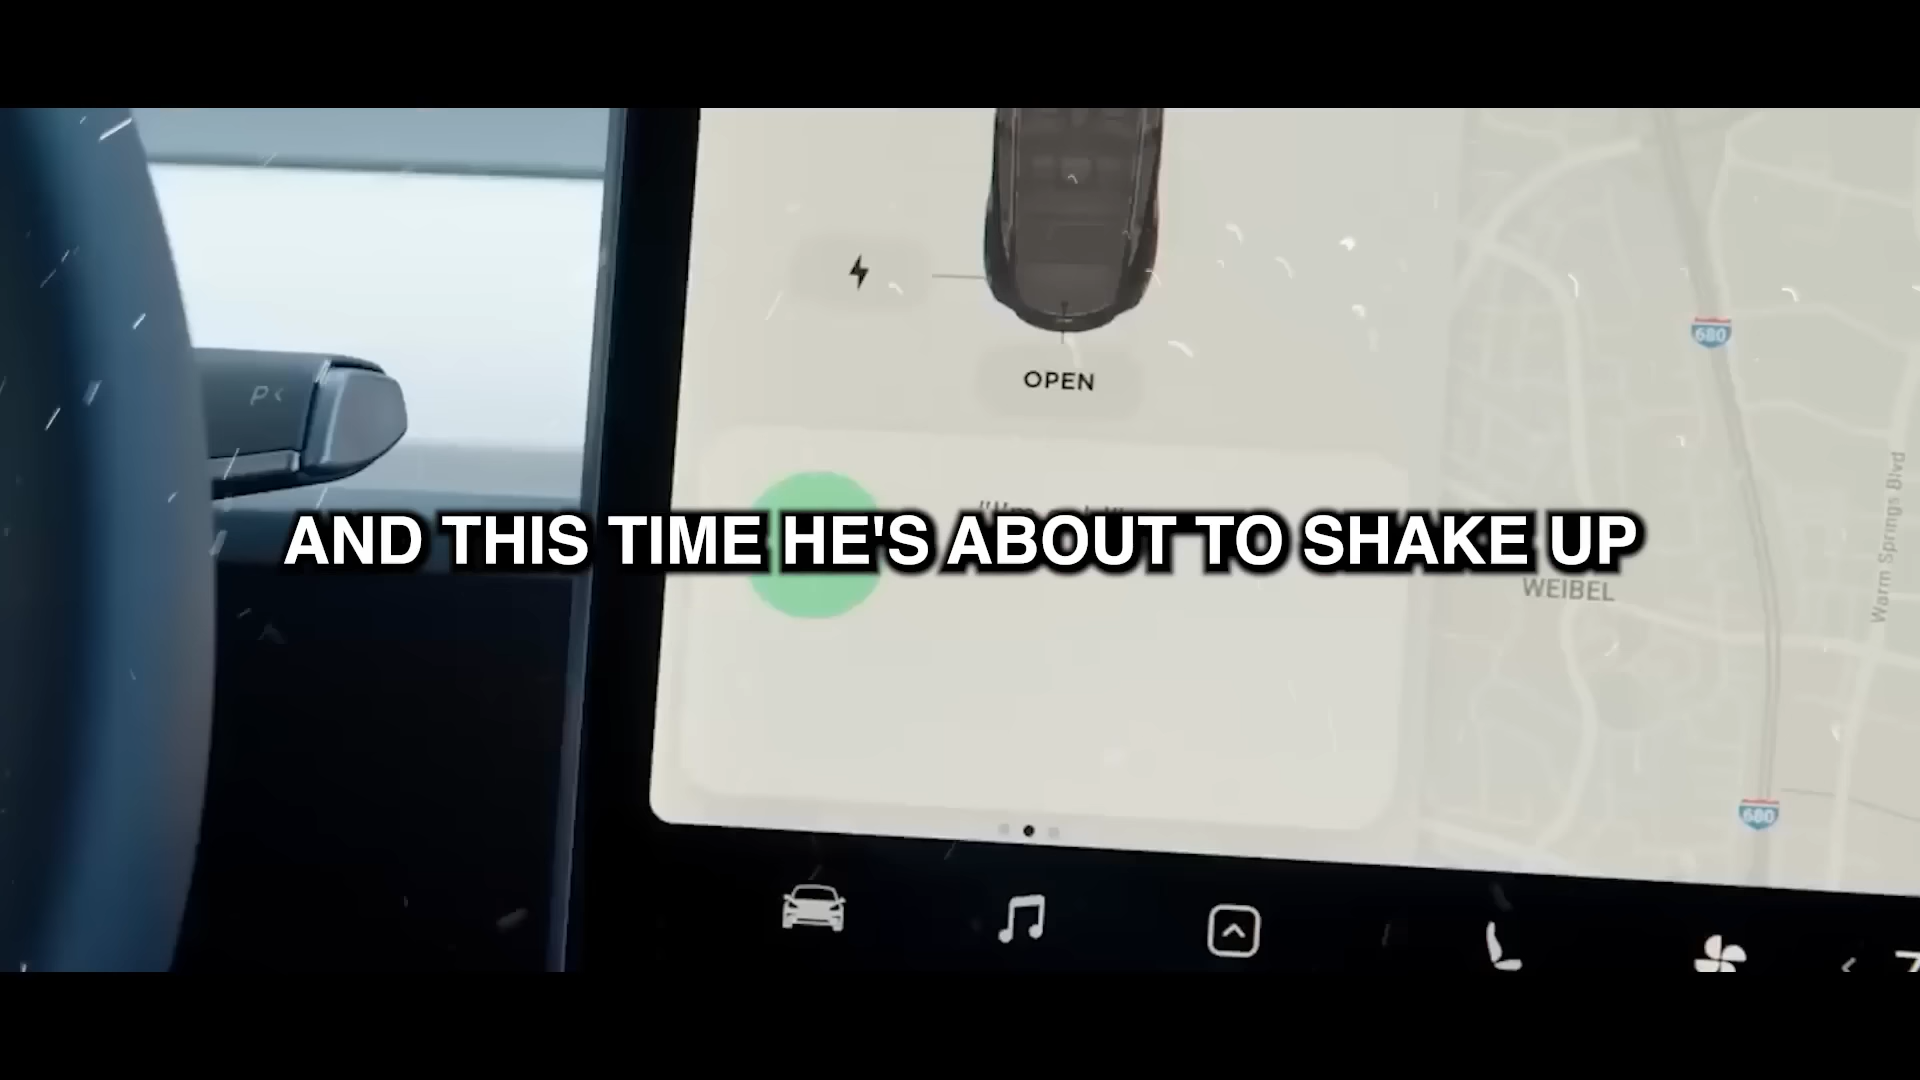 P<
OPEN
680
AND THIS TIME HE'S ABOUT TO SHAKE UP
WEIBEL
Warm Springs Blvd
680